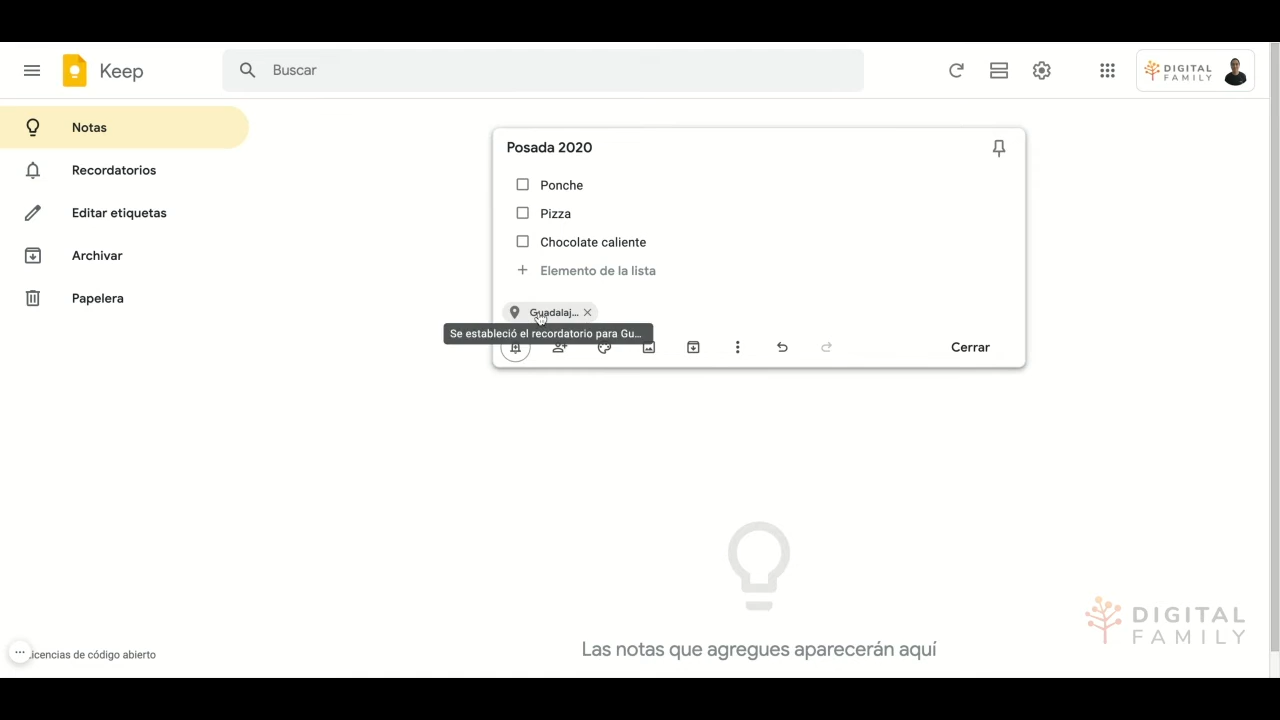 Keep
Buscar
DIGITAL
FAMILY
Notas
Recordatorios
Editar etiquetas
Archivar
Papelera
Posada 2020
Ponche
Pizza
Chocolate caliente
+ Elemento de la lista
Guadalaj...
Se estableció el recordatorio para Gu...
Cerrar
Las notas que agregues aparecerán aquí
DIGITAL
FAMILY
icencias de código abierto